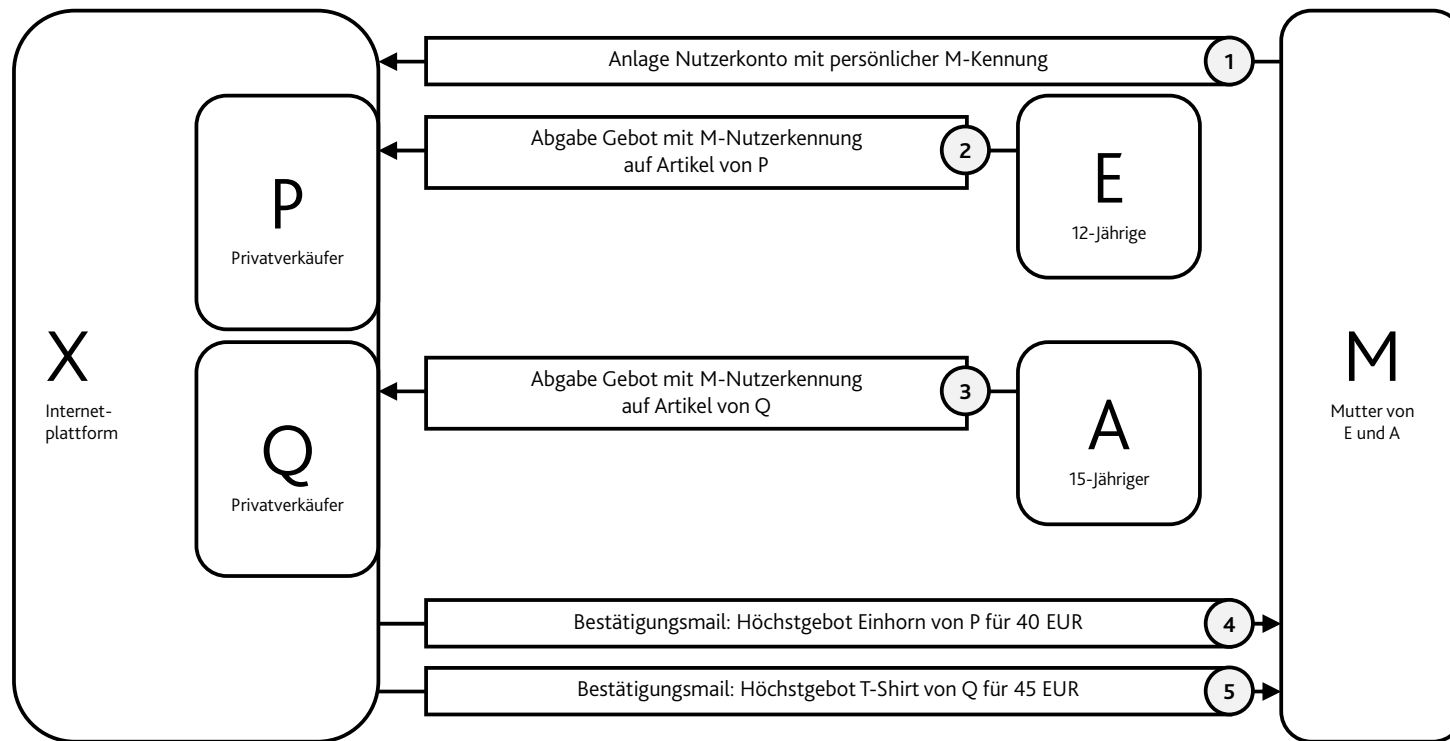 Anlage Nutzerkonto mit persönlicher M-Kennung
1
Abgabe Gebot mit M-Nutzerkennung
auf Artikel von P
2
P
Privatverkäufer
E
12-Jährige
X
Internet-
plattform
M
Mutter von
E und A
Abgabe Gebot mit M-Nutzerkennung
auf Artikel von Q
3
Q
Privatverkäufer
A
15-Jähriger
Bestätigungsmail: Höchstgebot Einhorn von P für 40 EUR
4
Bestätigungsmail: Höchstgebot T-Shirt von Q für 45 EUR
5